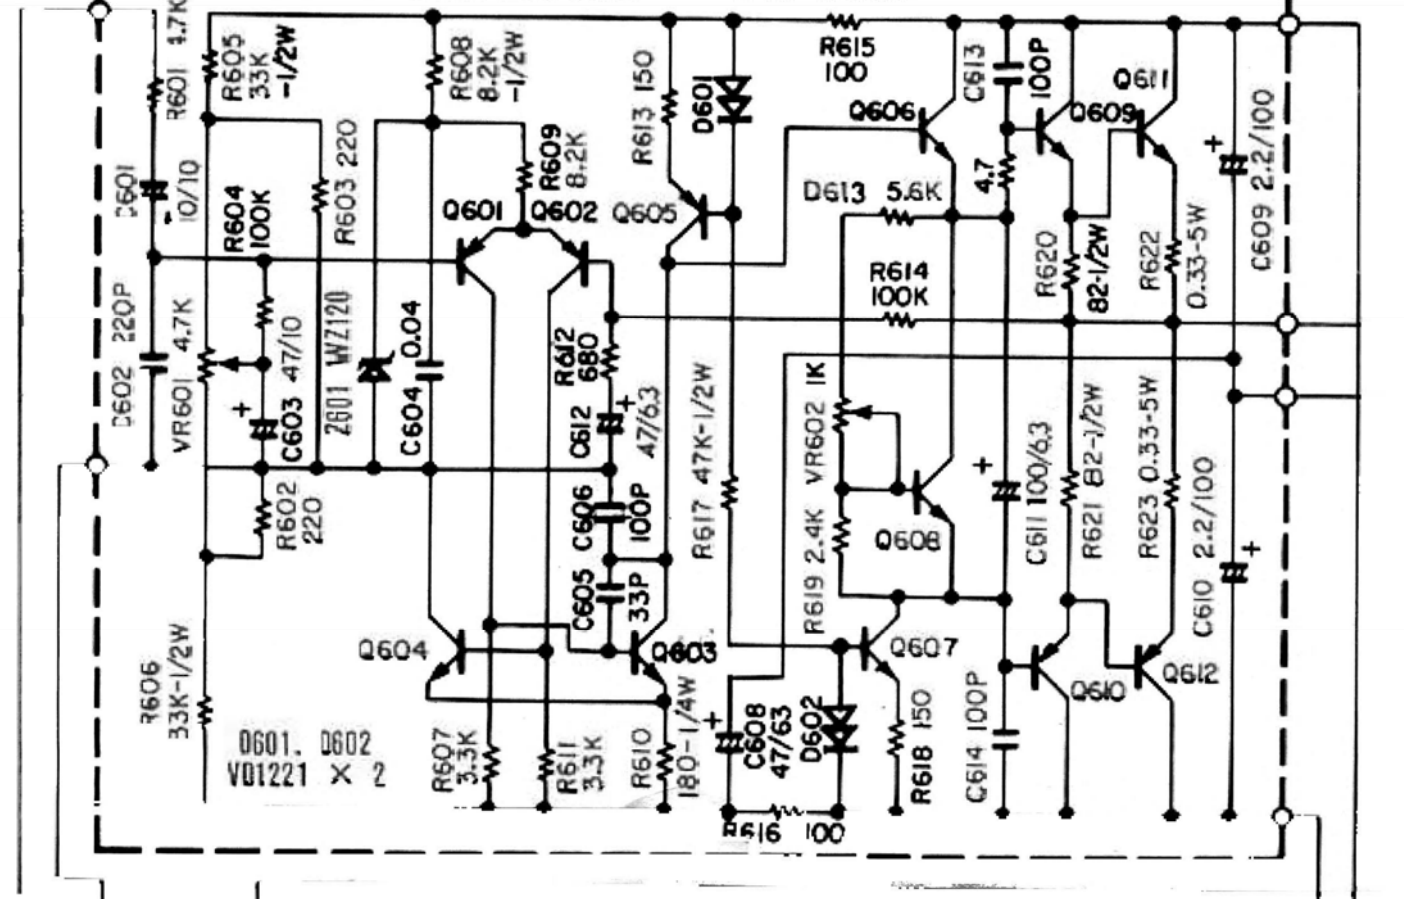 R601 4.7K
R605
33K
-1/2W
R608
8.2K
-1/2W
R613 150
D601
R615
100
C613
100P
Q611
Q609
Q606
C609 2.2/100
+
C601
10/10
R604
100K
R603 220
R609
8.2K
Q601
Q602
Q605
D613 5.6K
4.7
R620
82-1/2W
R622
0.33-5W
R614
100K
C602 220P
VR601 4.7K
C603 47/10
+
Z601 WZ120
C604 0.04
R612
680
C612
47/6.3
+
R617 47K-1/2W
VR602 1K
C611 100/6.3
+
R621 82-1/2W
R623 0.33-5W
C610 2.2/100
+
R602
220
C606
100P
C605
33P
R619 2.4K
Q608
Q604
Q603
Q607
Q610
Q612
R606
33K-1/2W
D601. D602
VD1221 × 2
R607
3.3K
R611
3.3K
R610
180-1/4W
+
C608
47/63
D602
R618 150
C614 100P
R616 100